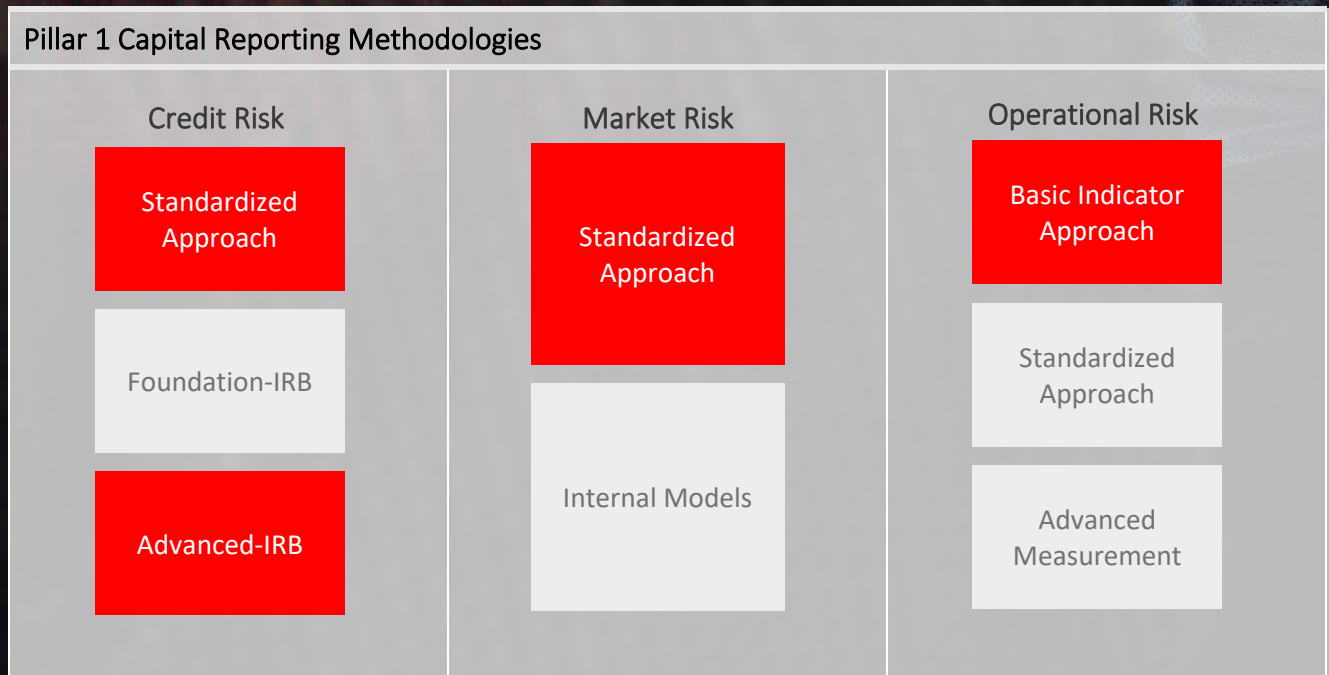 Pillar 1 Capital Reporting Methodologies
Credit Risk
Standardized
Approach
Foundation-IRB
Advanced-IRB
Market Risk
Standardized
Approach
Internal Models
Operational Risk
Basic Indicator
Approach
Standardized
Approach
Advanced
Measurement